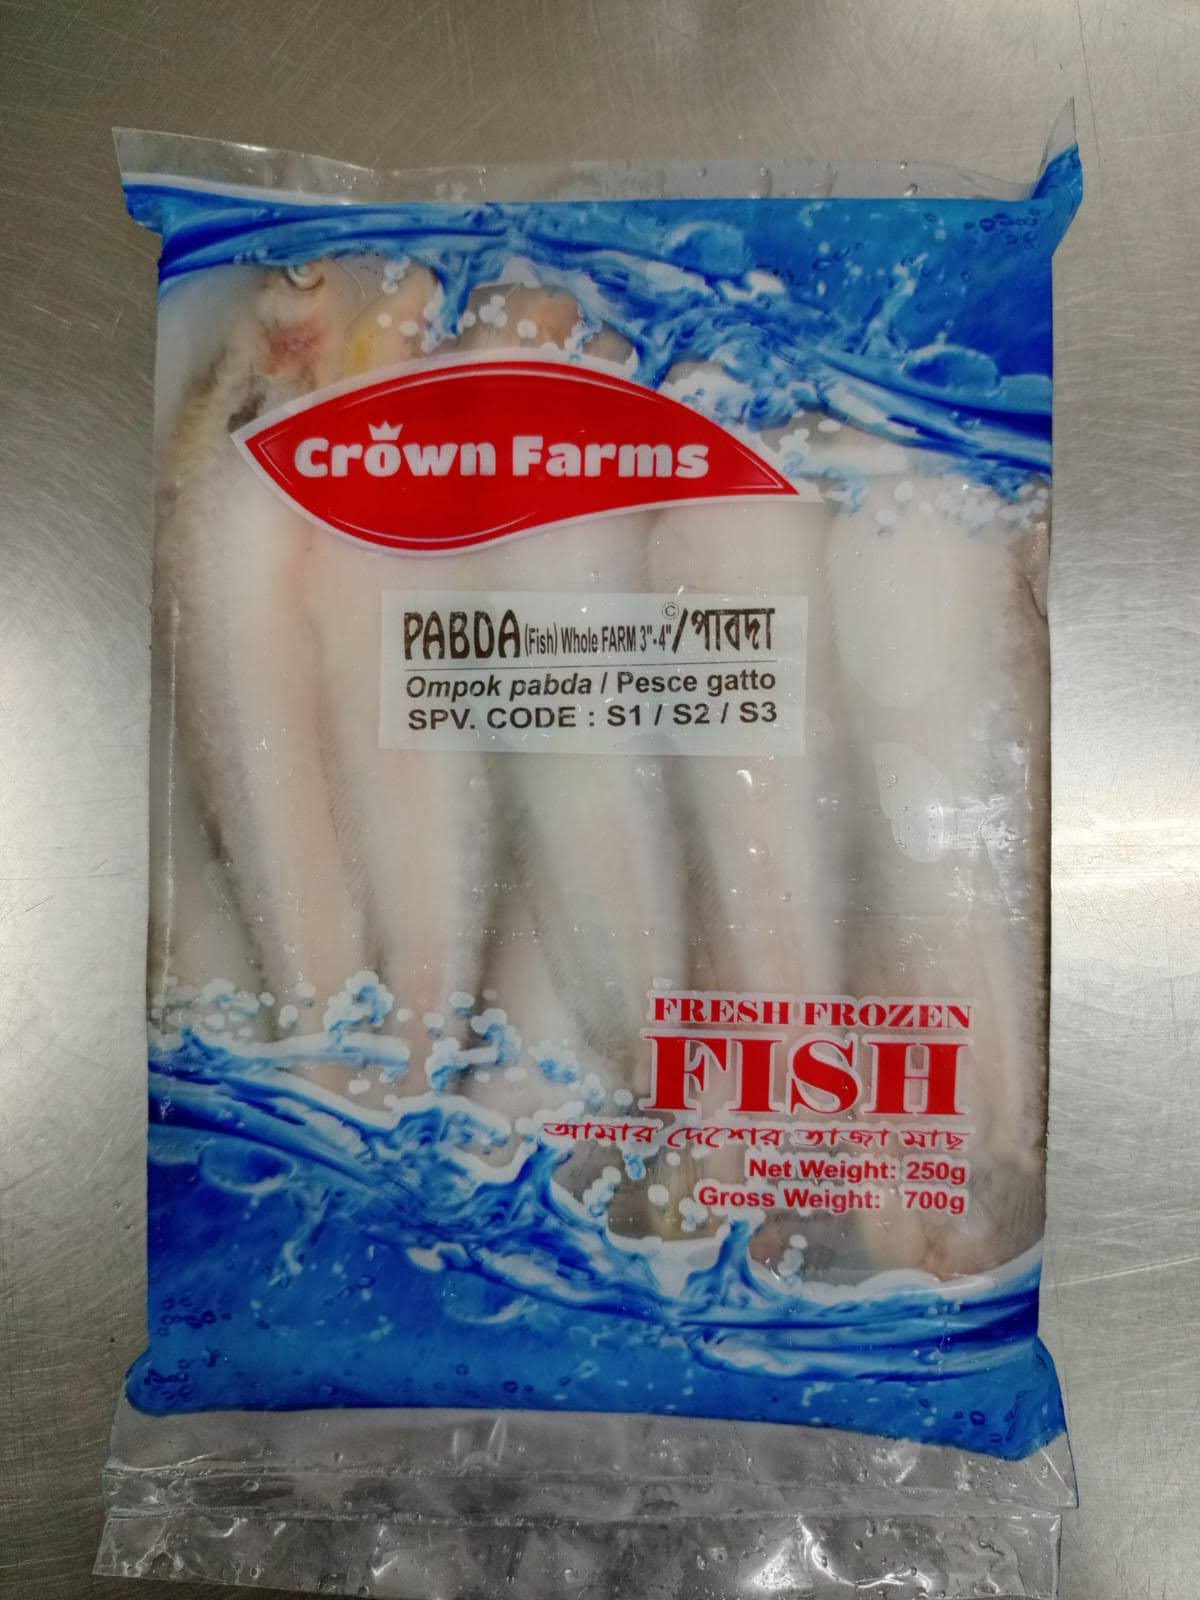 Crown Farms
PABDA (Fish) Whole FARM 3"-4"©/পাবদা
Ompok pabda / Pesce gatto
SPV. CODE : S1 / S2 / S3
FRESH FROZEN
FISH
আমার দেশের তাজা মাছ
Net Weight: 250g
Gross Weight: 700g